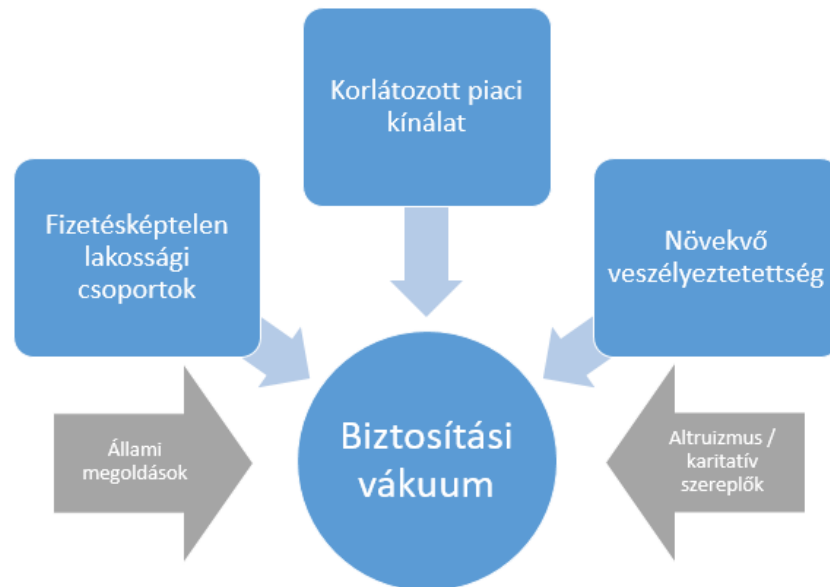 Korlátozott piaci
kínálat
Fizetésképtelen
lakossági
csoportok
Növekvő
veszélyeztetettség
Biztosítási
vákuum
Állami
megoldások
Altruizmus /
karitatív
szereplők